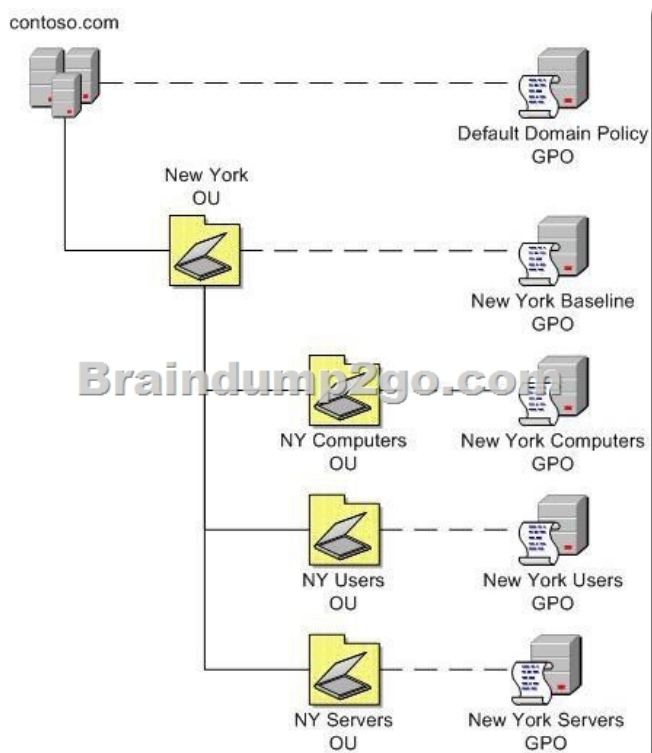 contoso.com
Default Domain Policy
GPO
New York
OU
New York Baseline
GPO
Braindump2go.com
NY Computers
OU
New York Computers
GPO
NY Users
OU
New York Users
GPO
NY Servers
OU
New York Servers
GPO